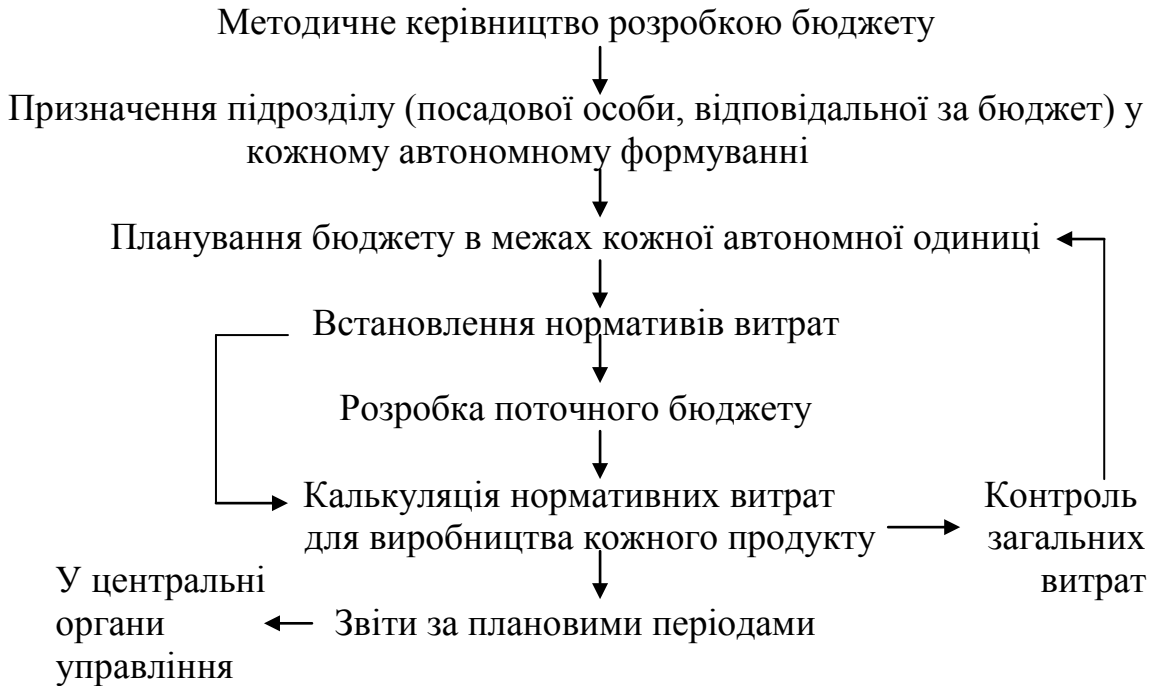 Методичне керівництво розробкою бюджету
Призначення підрозділу (посадової особи, відповідальної за бюджет) у
кожному автономному формуванні
Планування бюджету в межах кожної автономної одиниці
Встановлення нормативів витрат
Розробка поточного бюджету
Калькуляція нормативних витрат
для виробництва кожного продукту
Контроль
загальних
витрат
У центральні
органи
управління
Звіти за плановими періодами